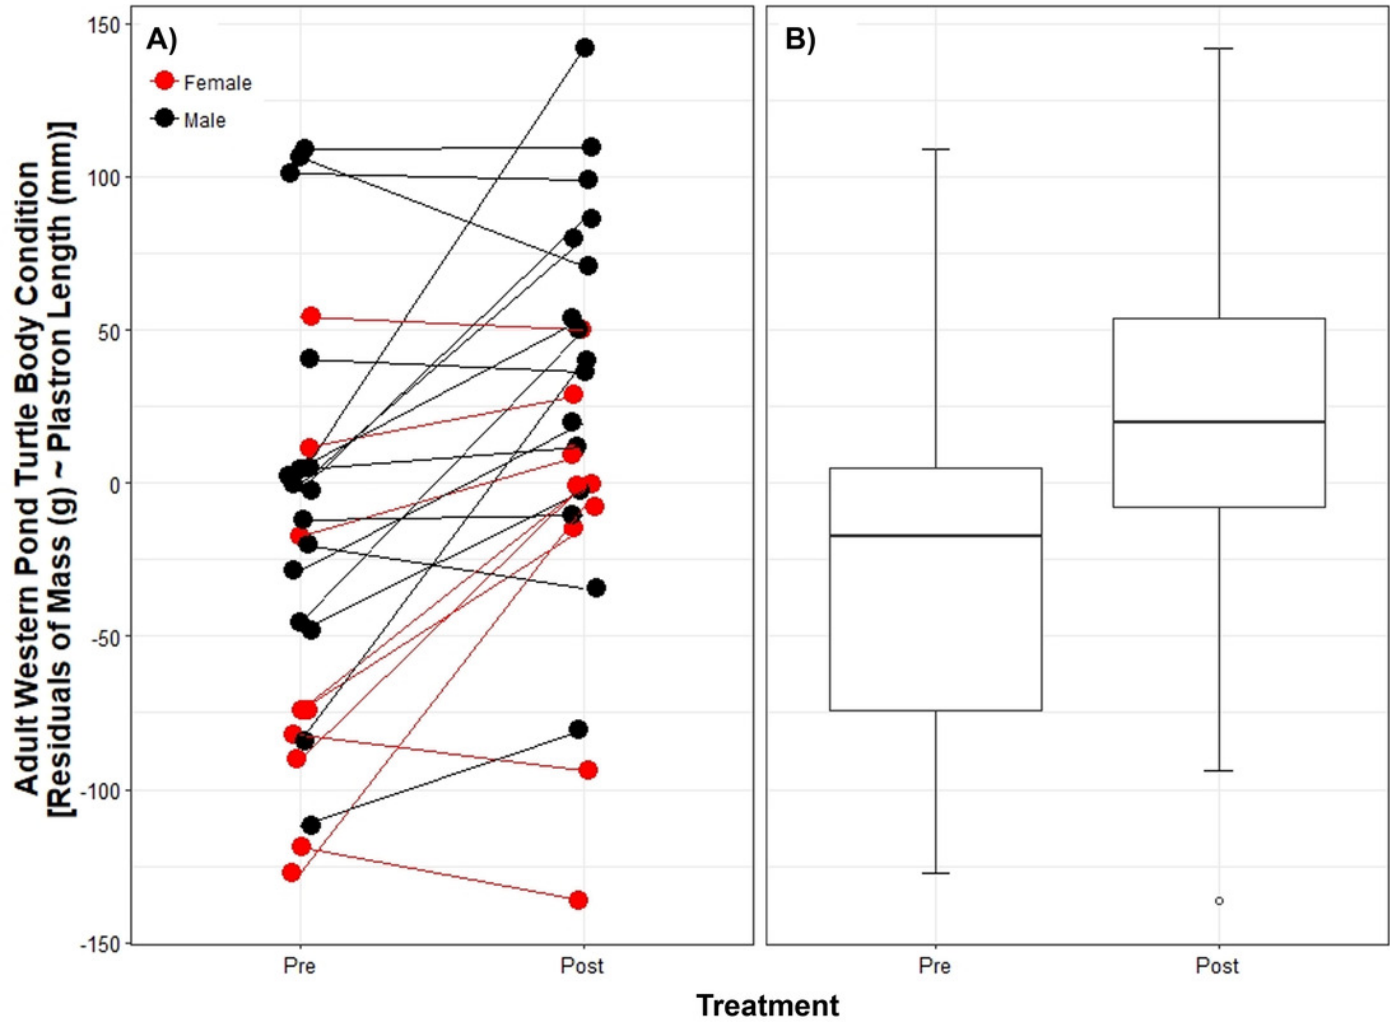 Adult Western Pond Turtle Body Condition
[Residuals of Mass (g) ~ Plastron Length (mm)]
150
100
50
0
-50
-100
-150
A)
Female
Male
Pre
Post
B)
Pre
Post
Treatment